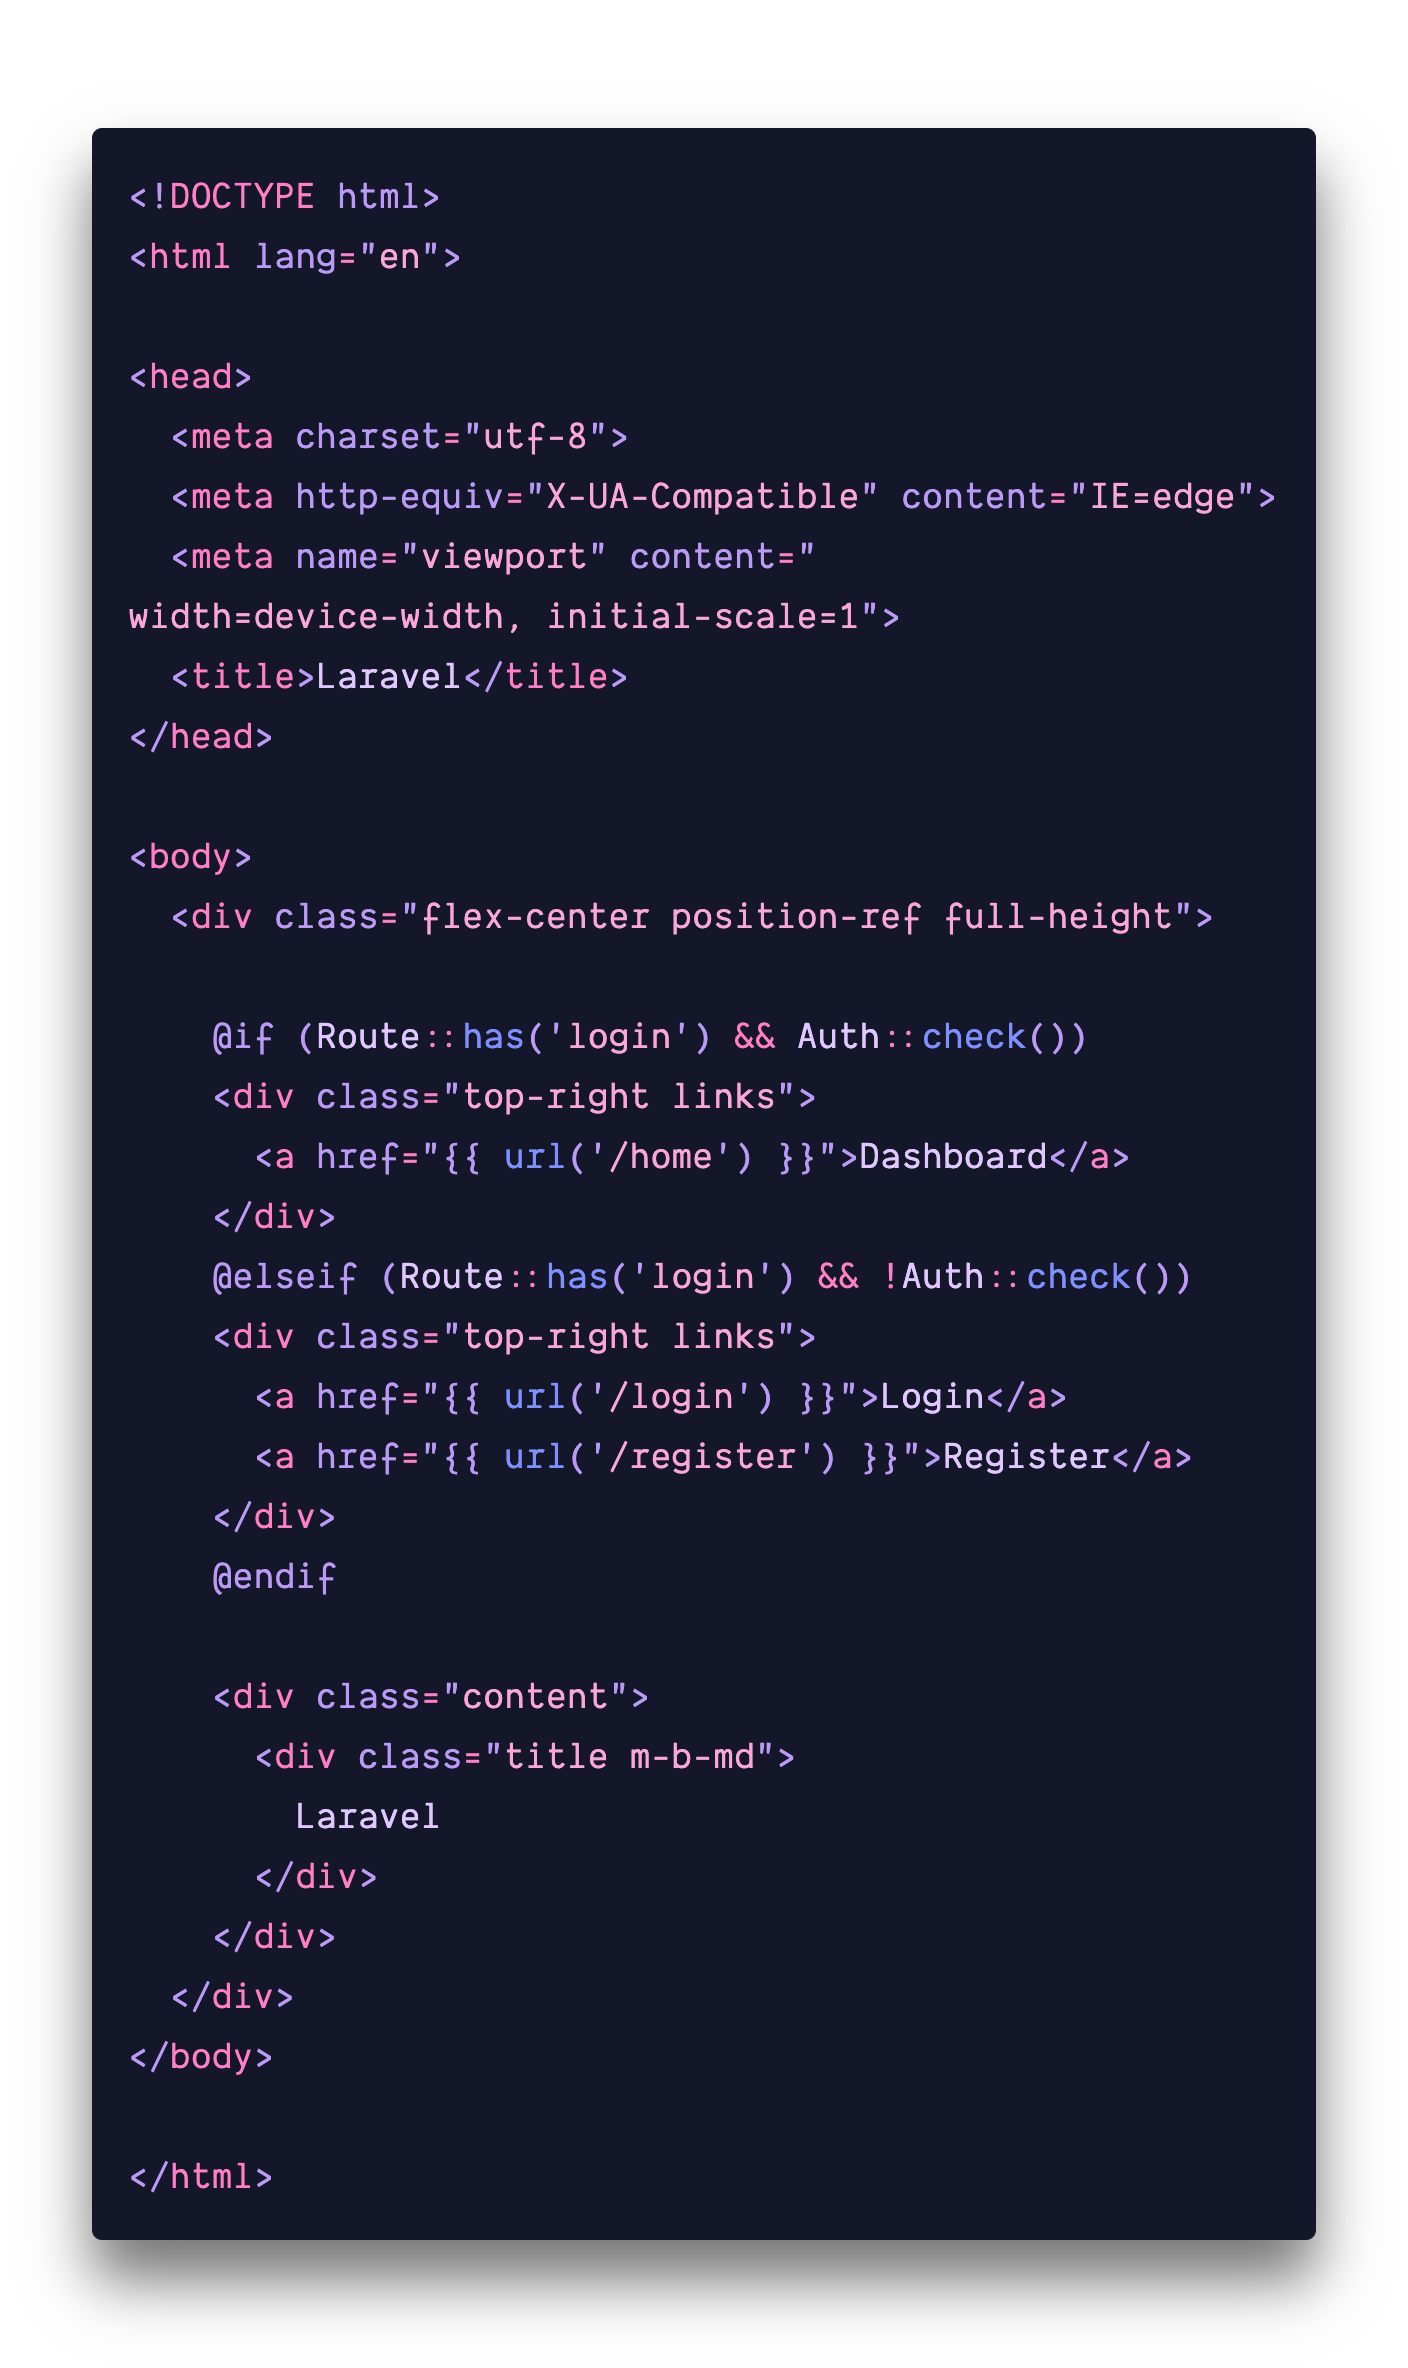 <!DOCTYPE html>
<html lang="en">

<head>
  <meta charset="utf-8">
  <meta http-equiv="X-UA-Compatible" content="IE=edge">
  <meta name="viewport" content="
width=device-width, initial-scale=1">
  <title>Laravel</title>
</head>

<body>
  <div class="flex-center position-ref full-height">

    @if (Route::has('login') && Auth::check())
    <div class="top-right links">
      <a href="{{ url('/home') }}">Dashboard</a>
    </div>
    @elseif (Route::has('login') && !Auth::check())
    <div class="top-right links">
      <a href="{{ url('/login') }}">Login</a>
      <a href="{{ url('/register') }}">Register</a>
    </div>
    @endif

    <div class="content">
      <div class="title m-b-md">
        Laravel
      </div>
    </div>
  </div>
</body>

</html>